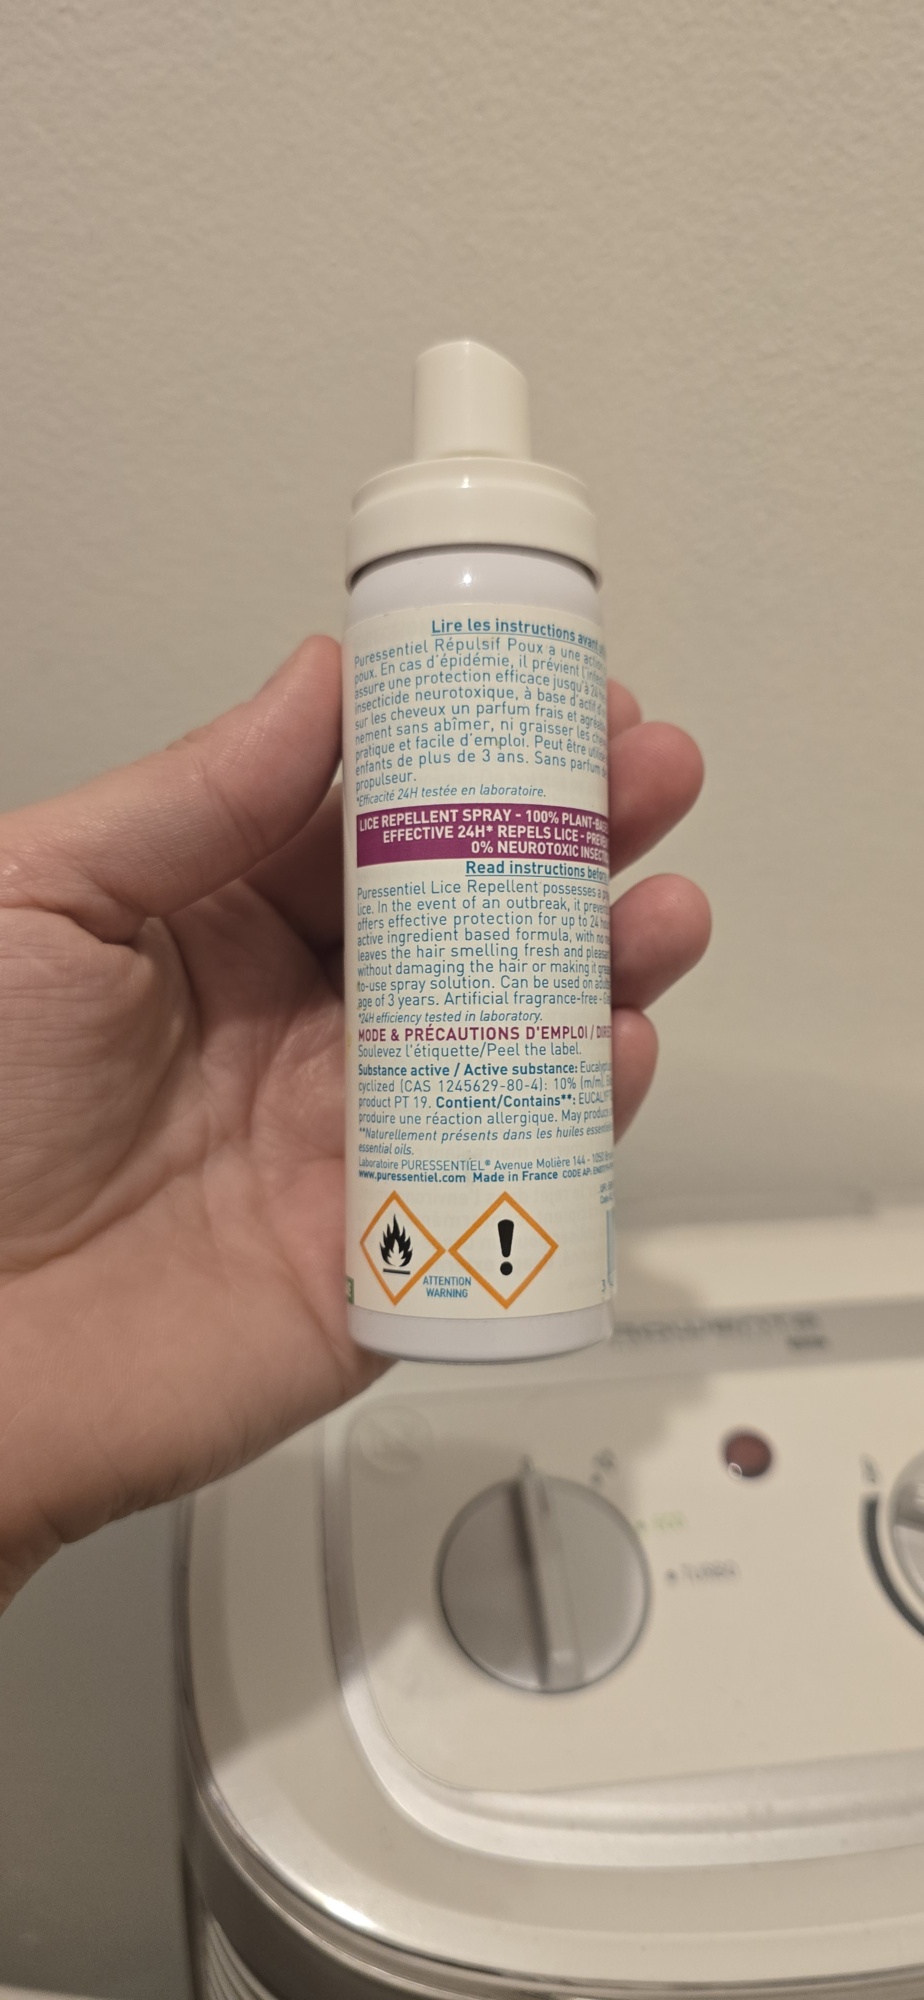 Lire les instructions avant
Puressentiel Répulsif Poux a une action
poux. En cas d'épidémie, il prévient
assure une protection efficace jusqu'à 24
insecticide neurotoxique, à base d'actif
sur les cheveux un parfum frais et
nement sans abîmer, ni graisser les
pratique et facile d'emploi. Peut être
enfants de plus de 3 ans. Sans parfum
propulseur.
*Efficacité 24H testée en laboratoire.
LICE REPELLENT SPRAY - 100% PLANT-
EFFECTIVE 24H* REPELS LICE -
0% NEUROTOXIC
Read instructions
Puressentiel Lice Repellent possesses a
lice. In the event of an outbreak, it
offers effective protection for up to 24
active ingredient based formula, with no
leaves the hair smelling fresh and
without damaging the hair or making it
to-use spray solution. Can be used on
age of 3 years. Artificial fragrance-free -
*24H efficiency tested in laboratory.
MODE & PRÉCAUTIONS D'EMPLOI /
Soulevez l'étiquette/Peel the label.
Substance active / Active substance:
cyclized (CAS 1245629-80-4): 10% (m/m).
product PT 19. Contient/Contains**:
produire une réaction allergique. May
**Naturellement présents dans les huiles
essential oils.
Laboratoire PURESSENTIEL® Avenue Molière 144 - 1050
www.puressentiel.com Made in France CODE API:
ATTENTION
WARNING
3
TURBO